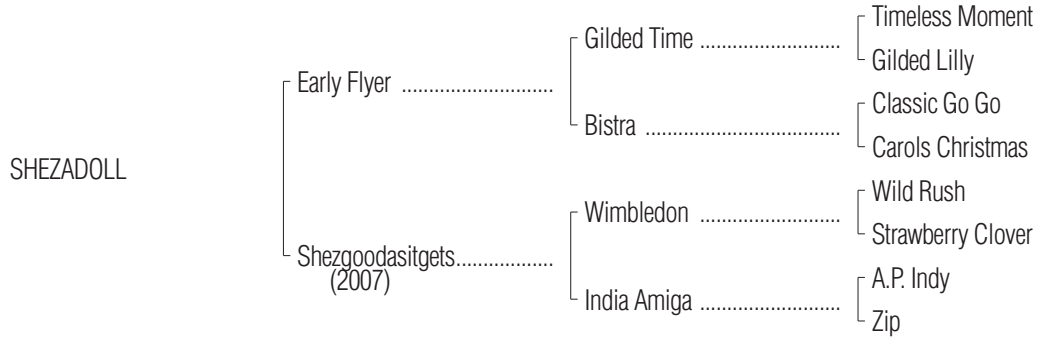 Timeless Moment
Gilded Time ..........................
Gilded Lilly
Early Flyer ............................
Classic Go Go
Bistra ....................................
Carols Christmas
SHEZADOLL
Wild Rush
Wimbledon ..........................
Strawberry Clover
Shezgoodasitgets..................
(2007)
A.P. Indy
India Amiga ..........................
Zip